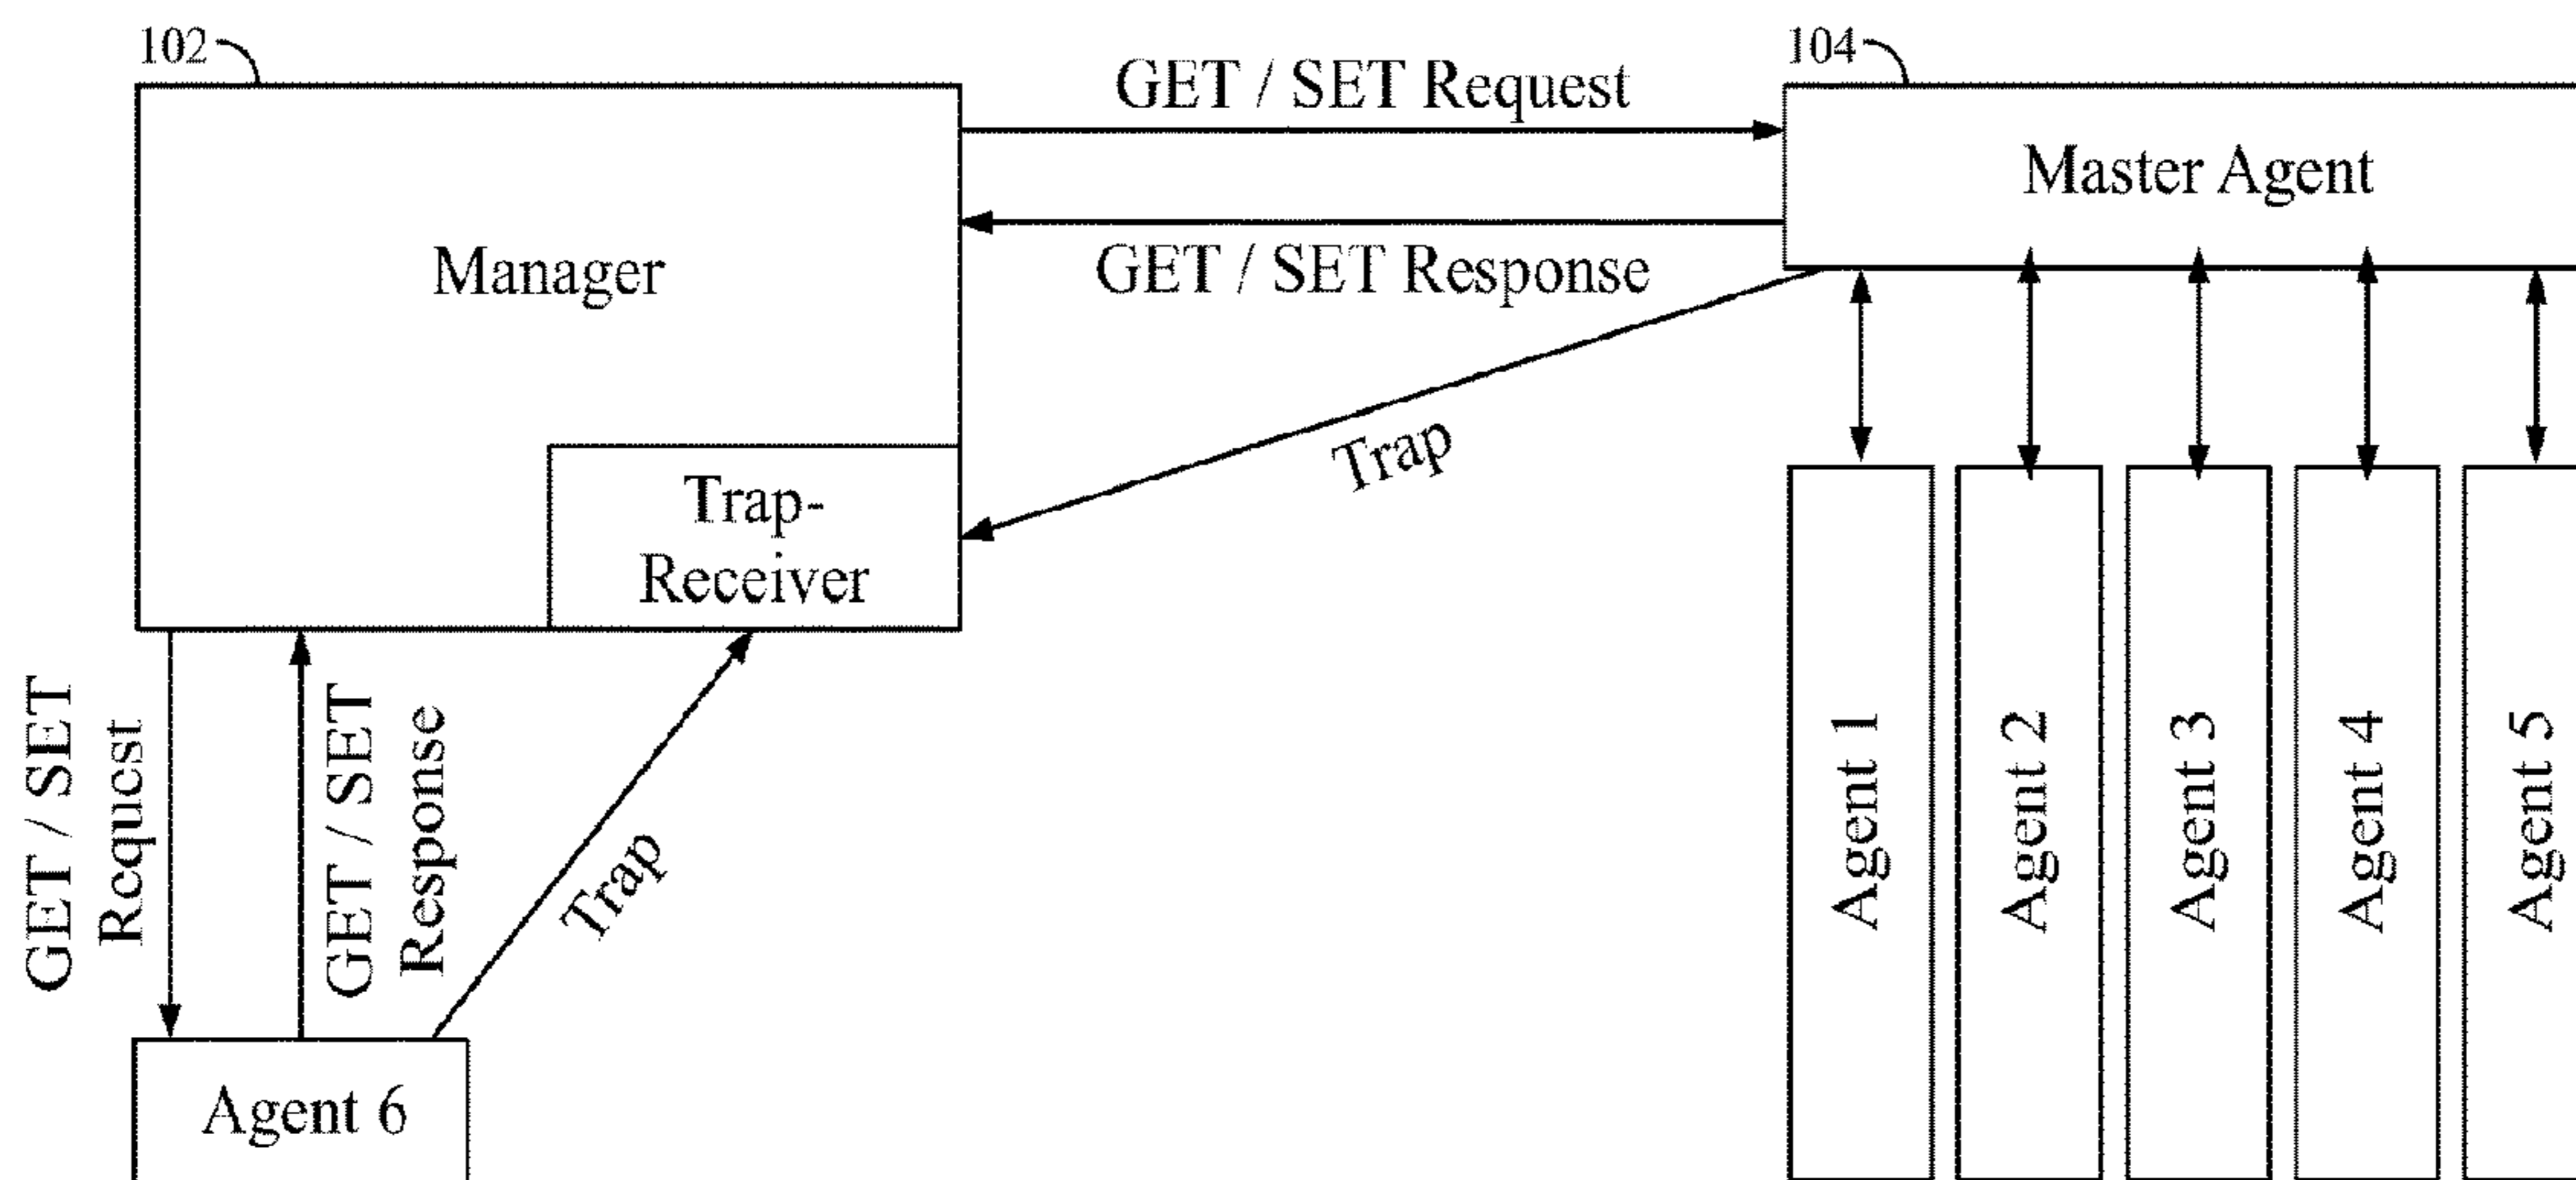 102
104
GET / SET Request
Master Agent
Manager
GET / SET Response
Trap-
Receiver
Trap
GET / SET
Request
GET / SET
Response
Trap
Agent 1
Agent 2
Agent 3
Agent 4
Agent 5
Agent 6